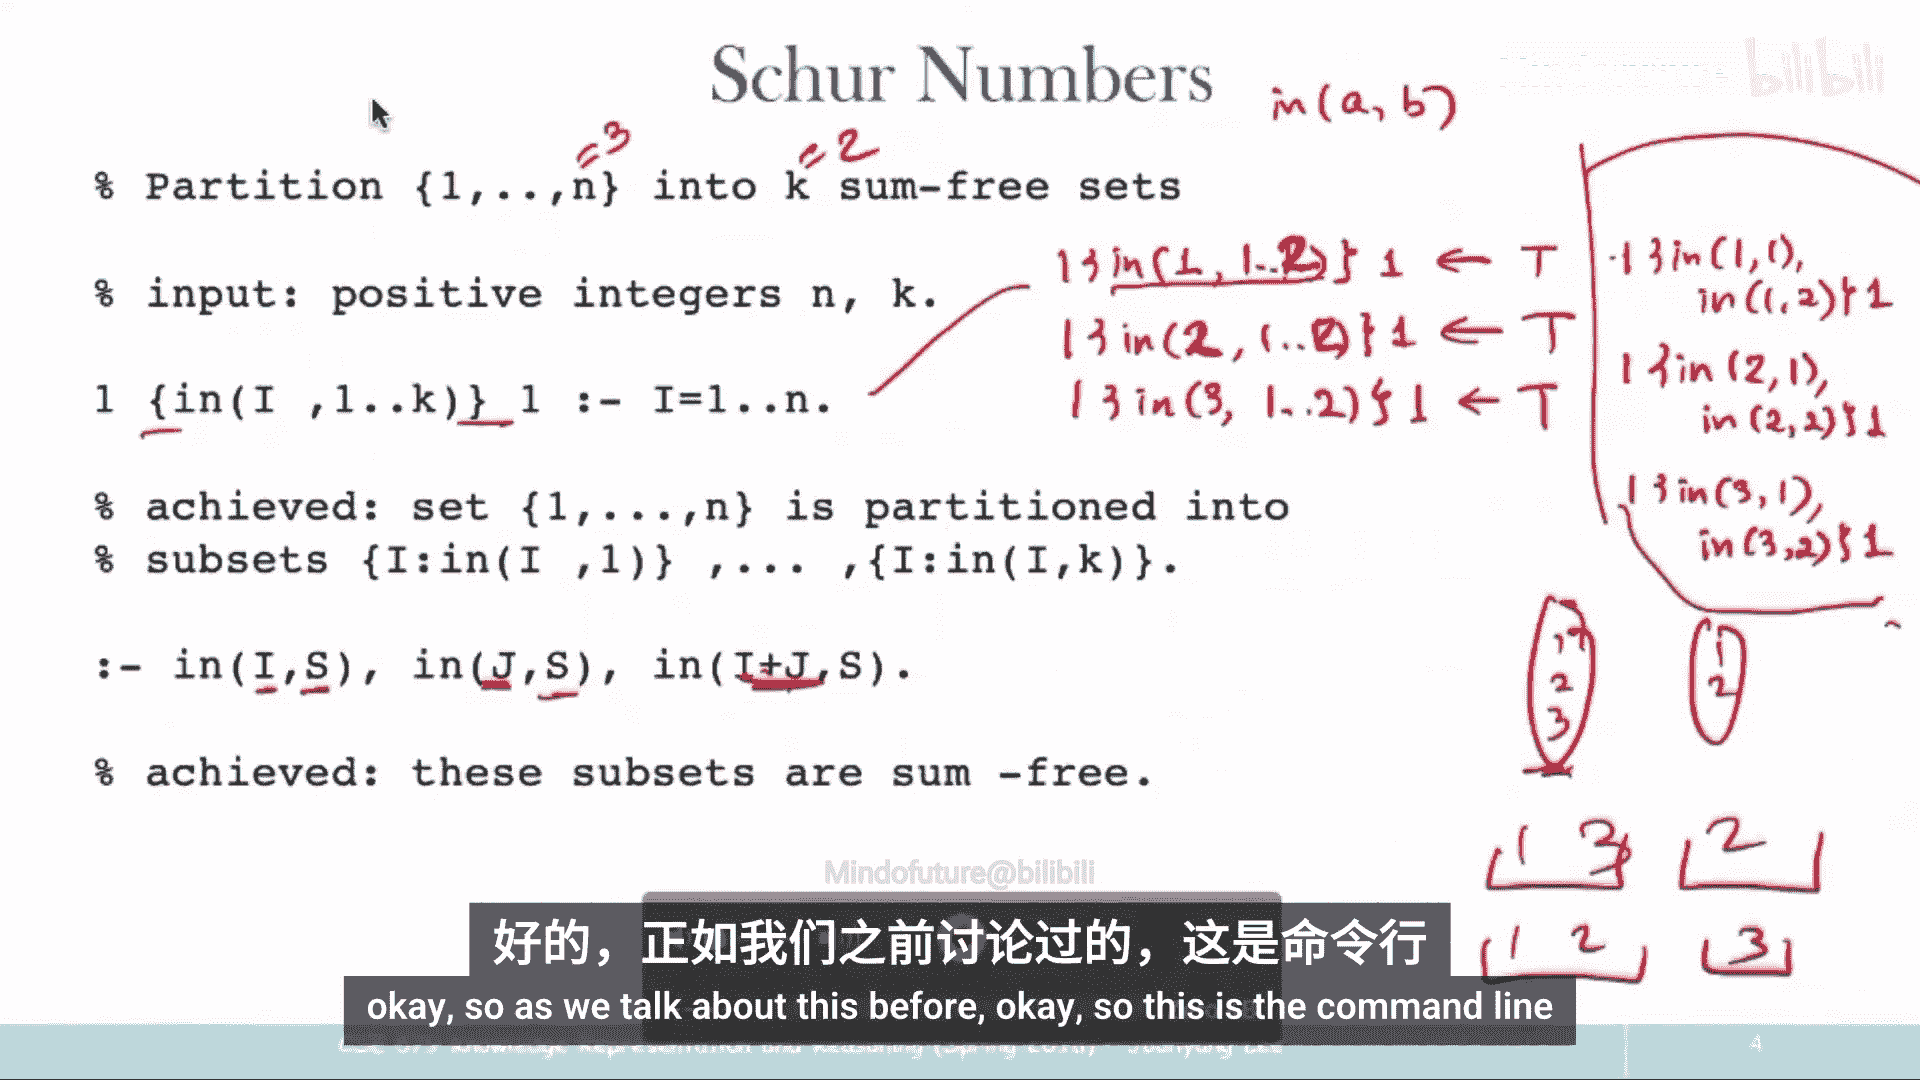 Schur Numbers
in(a, b)
bilibili
=3
=2
% Partition {1,..,n} into k sum-free sets
% input: positive integers n, k.
1 {in(I ,1..k)} 1 :- I=1..n.
1{in(1, 1..2)} 1 ← T
1{in(2, 1..2)} 1 ← T
1{in(3, 1..2)} 1 ← T
1{in(1,1),
in(1,2)}1
1{in(2,1),
in(2,2)}1
1{in(3,1),
in(3,2)}1
% achieved: set {1,...,n} is partitioned into
% subsets {I:in(I ,1)} ,... ,{I:in(I,k)}.
:- in(I,S), in(J,S), in(I+J,S).
1
2
3
1
2
% achieved: these subsets are sum -free.
1 3 2
1 2 3
Mindofuture@bilibili
好的，正如我们之前讨论过的，这是命令行
okay, so as we talk about this before, okay, so this is the command line
4